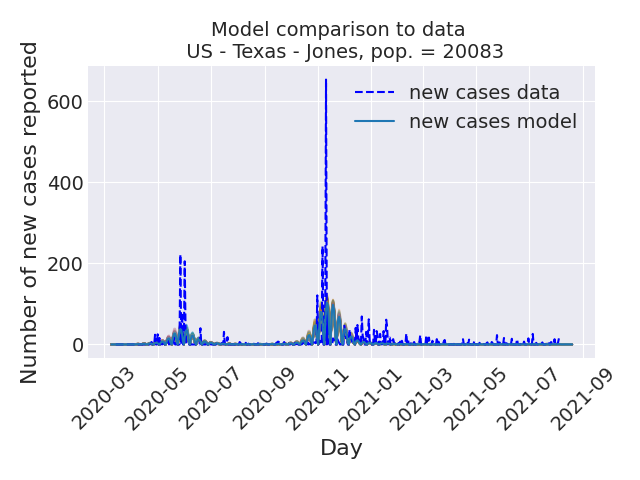 Model comparison to data
US - Texas - Jones, pop. = 20083
Number of new cases reported
600
400
200
0
new cases data
new cases model
2020-03
2020-05
2020-07
2020-09
2020-11
2021-01
2021-03
2021-05
2021-07
2021-09
Day